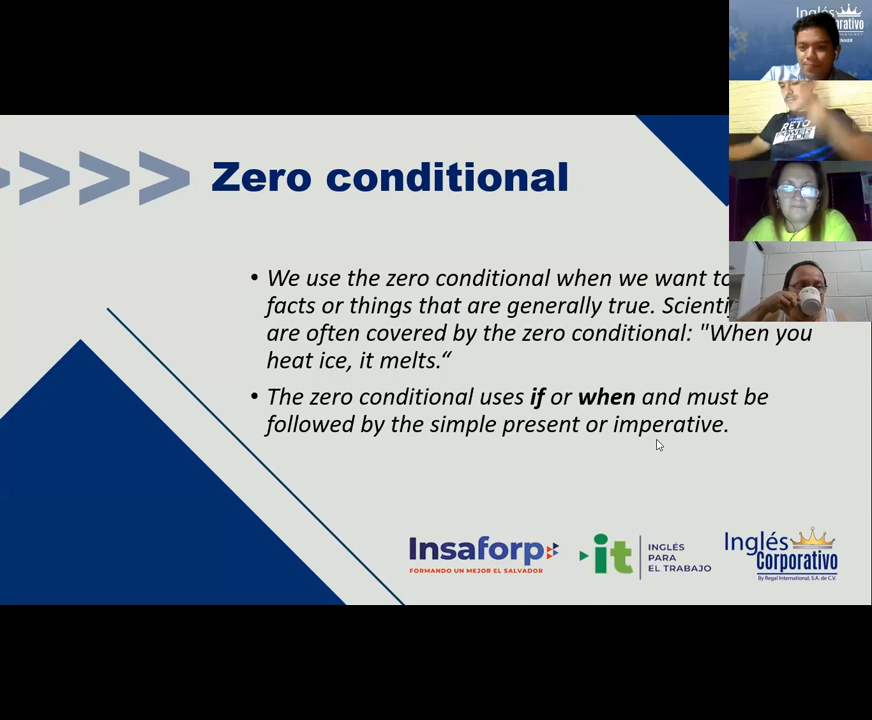 Inglés
RETO
Zero conditional
• We use the zero conditional when we want to
facts or things that are generally true.
are often covered by the zero conditional: "When you
heat ice, it melts.“
• The zero conditional uses if or when and must be
followed by the simple present or imperative.
Insaforp
FORMANDO UN MEJOR EL SALVADOR
it
INGLÉS
PARA
EL TRABAJO
Inglés
Corporativo
By Regal International, S.A. de C.V.